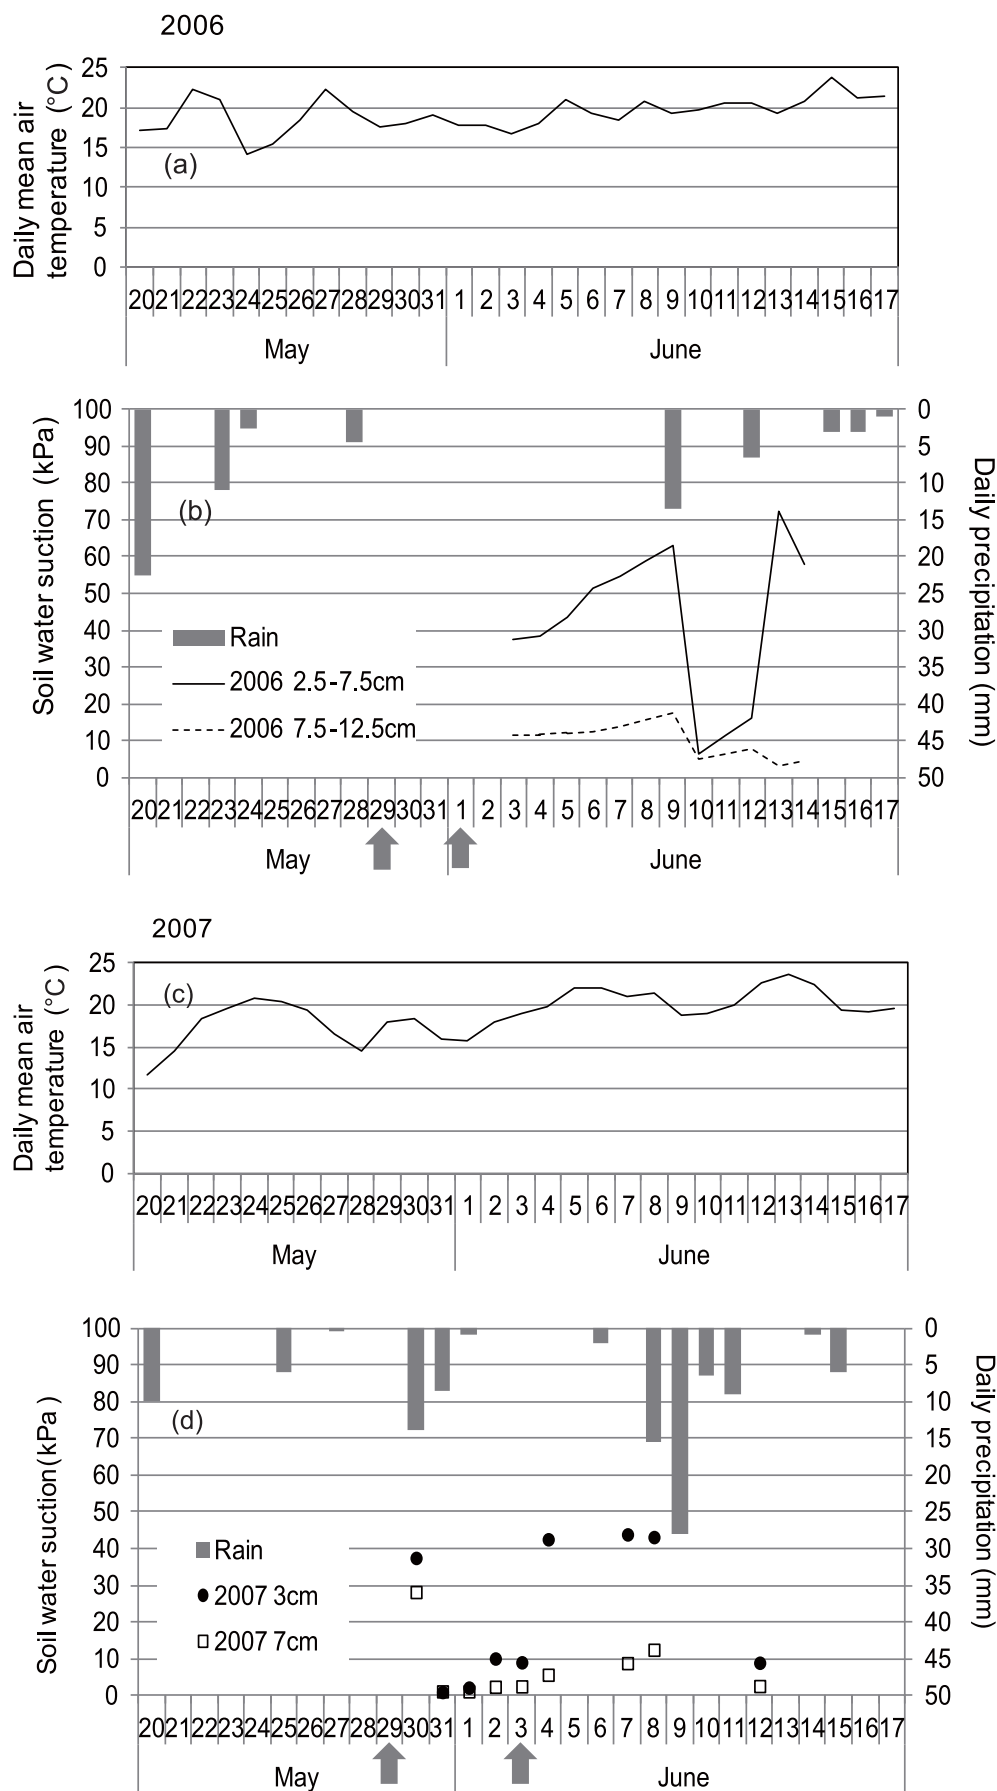 2006
Daily mean air
temperature (°C)
25
20
15
10
5
0
(a)
20 21 22 23 24 25 26 27 28 29 30 31 1 2 3 4 5 6 7 8 9 10 11 12 13 14 15 16 17
May June
Soil water suction (kPa)
100
90
80
70
60
50
40
30
20
10
0
(b)
Rain
2006 2.5-7.5cm
2006 7.5-12.5cm
0
5
10
15
20
25
30
35
40
45
50
Daily precipitation (mm)
20 21 22 23 24 25 26 27 28 29 30 31 1 2 3 4 5 6 7 8 9 10 11 12 13 14 15 16 17
May June
2007
Daily mean air
temperature (°C)
25
20
15
10
5
0
(c)
20 21 22 23 24 25 26 27 28 29 30 31 1 2 3 4 5 6 7 8 9 10 11 12 13 14 15 16 17
May June
Soil water suction(kPa)
100
90
80
70
60
50
40
30
20
10
0
(d)
Rain
2007 3cm
2007 7cm
0
5
10
15
20
25
30
35
40
45
50
Daily precipitation (mm)
20 21 22 23 24 25 26 27 28 29 30 31 1 2 3 4 5 6 7 8 9 10 11 12 13 14 15 16 17
May June